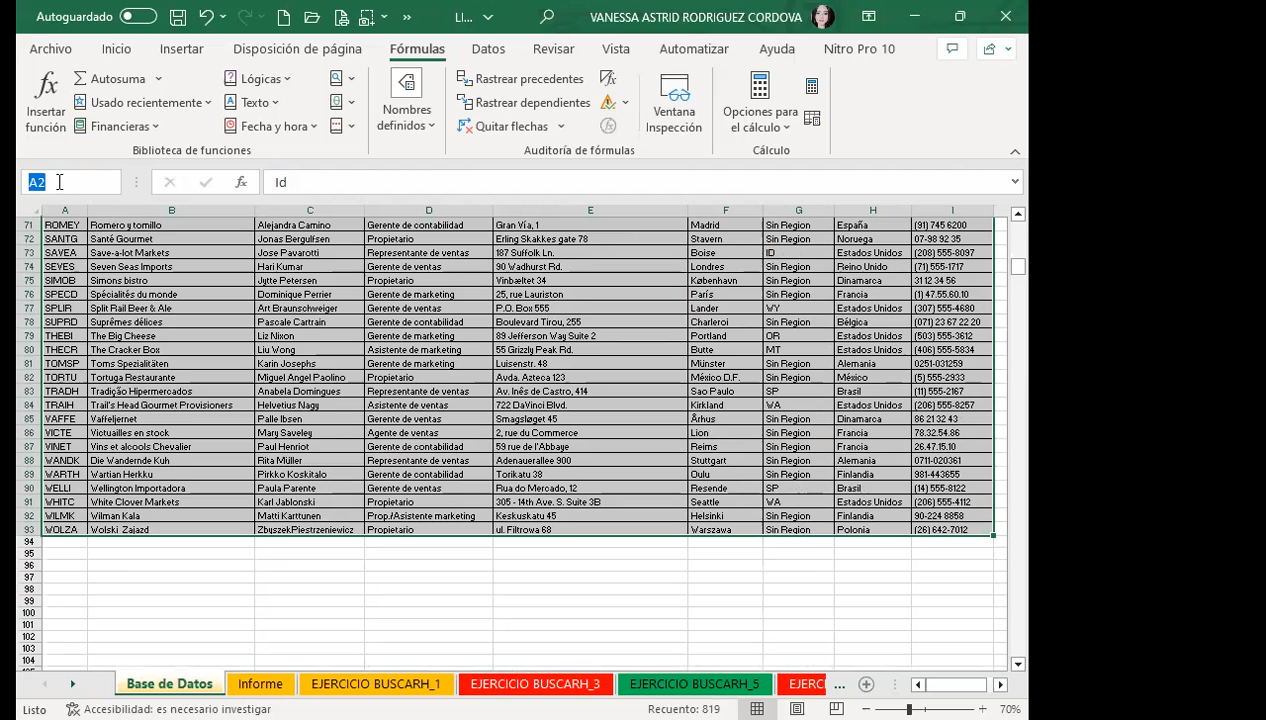 Autoguardado LI... VANESSA ASTRID RODRIGUEZ CORDOVA
Archivo Inicio Insertar Disposición de página Fórmulas Datos Revisar Vista Automatizar Ayuda Nitro Pro 10
Insertar función
Autosuma
Usado recientemente
Financieras
Lógicas
Texto
Fecha y hora
Nombres definidos
Rastrear precedentes
Rastrear dependientes
Quitar flechas
Ventana Inspección
Opciones para el cálculo
Biblioteca de funciones Auditoría de fórmulas Cálculo
A2 fx Id
A B C D E F G H I
71 ROMEY Romero y tomillo Alejandra Camino Gerente de contabilidad Gran Vía, 1 Madrid Sin Region España (91) 745 6200
72 SANTG Santé Gourmet Jonas Bergulfsen Propietario Erling Skakkes gate 78 Stavern Sin Region Noruega 07-98 92 35
73 SAVEA Save-a-lot Markets Jose Pavarotti Representante de ventas 187 Suffolk Ln. Boise ID Estados Unidos (208) 555-8097
74 SEVES Seven Seas Imports Hari Kumar Gerente de ventas 90 Wadhurst Rd. Londres Sin Region Reino Unido (71) 555-1717
75 SIMOB Simons bistro Jytte Petersen Propietario Vinbæltet 34 København Sin Region Dinamarca 31 12 34 56
76 SPECD Spécialités du monde Dominique Perrier Gerente de marketing 25, rue Lauriston París Sin Region Francia (1) 47.55.60.10
77 SPLIR Split Rail Beer & Ale Art Braunschweiger Gerente de ventas P.O. Box 555 Lander WY Estados Unidos (307) 555-4680
78 SUPRD Suprêmes délices Pascale Cartrain Gerente de contabilidad Boulevard Tirou, 255 Charleroi Sin Region Bélgica (071) 23 67 22 20
79 THEBI The Big Cheese Liz Nixon Gerente de marketing 89 Jefferson Way Suite 2 Portland OR Estados Unidos (503) 555-3612
80 THECR The Cracker Box Liu Wong Asistente de marketing 55 Grizzly Peak Rd. Butte MT Estados Unidos (406) 555-5834
81 TOMSP Toms Spezialitäten Karin Josephs Gerente de marketing Luisenstr. 48 Münster Sin Region Alemania 0251-031259
82 TORTU Tortuga Restaurante Miguel Angel Paolino Propietario Avda. Azteca 123 México D.F. Sin Region México (5) 555-2933
83 TRADH Tradição Hipermercados Anabela Domingues Representante de ventas Av. Inês de Castro, 414 Sao Paulo SP Brasil (11) 555-2167
84 TRAIH Trail's Head Gourmet Provisioners Helvetius Nagy Asistente de ventas 722 DaVinci Blvd. Kirkland WA Estados Unidos (206) 555-8257
85 VAFFE Vaffeljernet Palle Ibsen Gerente de ventas Smagsløget 45 Århus Sin Region Dinamarca 86 21 32 43
86 VICTE Victuailles en stock Mary Saveley Agente de ventas 2, rue du Commerce Lion Sin Region Francia 78.32.54.86
87 VINET Vins et alcools Chevalier Paul Henriot Gerente de contabilidad 59 rue de l'Abbaye Reims Sin Region Francia 26.47.15.10
88 WANDK Die Wandernde Kuh Rita Müller Representante de ventas Adenauerallee 900 Stuttgart Sin Region Alemania 0711-020361
89 WARTH Wartian Herkku Pirkko Koskitalo Gerente de contabilidad Torikatu 38 Oulu Sin Region Finlandia 981-443655
90 WELLI Wellington Importadora Paula Parente Gerente de ventas Rua do Mercado, 12 Resende SP Brasil (14) 555-8122
91 WHITC White Clover Markets Karl Jablonski Propietario 305 - 14th Ave. S. Suite 3B Seattle WA Estados Unidos (206) 555-4112
92 WILMK Wilman Kala Matti Karttunen Prop./Asistente marketing Keskuskatu 45 Helsinki Sin Region Finlandia 90-224 8858
93 WOLZA Wolski Zajazd ZbyszekPiestrzeniewicz Propietario ul. Filtrowa 68 Warszawa Sin Region Polonia (26) 642-7012
94
95
96
97
98
99
100
101
102
103
104
Base de Datos Informe EJERCICIO BUSCARH_1 EJERCICIO BUSCARH_3 EJERCICIO BUSCARH_5 EJERCI ...
Listo Accesibilidad: es necesario investigar Recuento: 819 70%